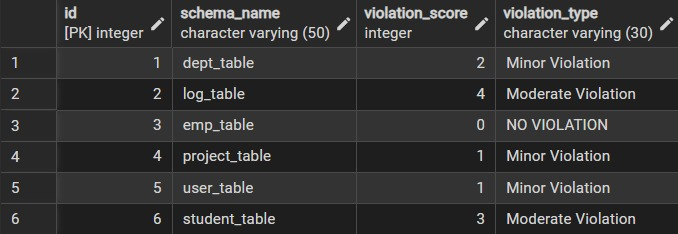 id schema_name violation_score violation_type
[PK] integer character varying (50) integer character varying (30)
1 1 dept_table 2 Minor Violation
2 2 log_table 4 Moderate Violation
3 3 emp_table 0 NO VIOLATION
4 4 project_table 1 Minor Violation
5 5 user_table 1 Minor Violation
6 6 student_table 3 Moderate Violation